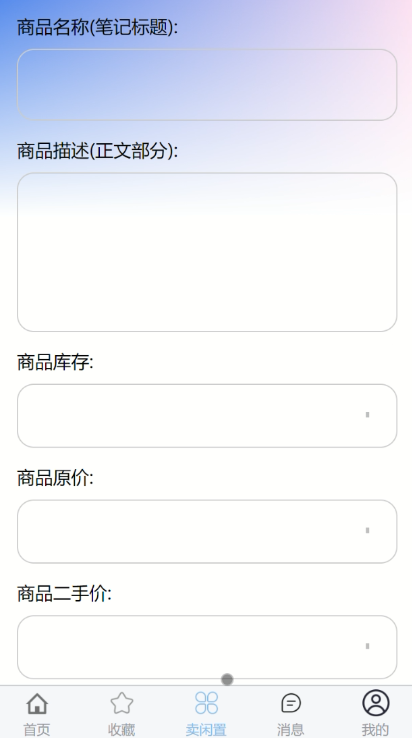 商品名称(笔记标题):
商品描述(正文部分):
商品库存:
商品原价:
商品二手价:
首页
收藏
卖闲置
消息
我的